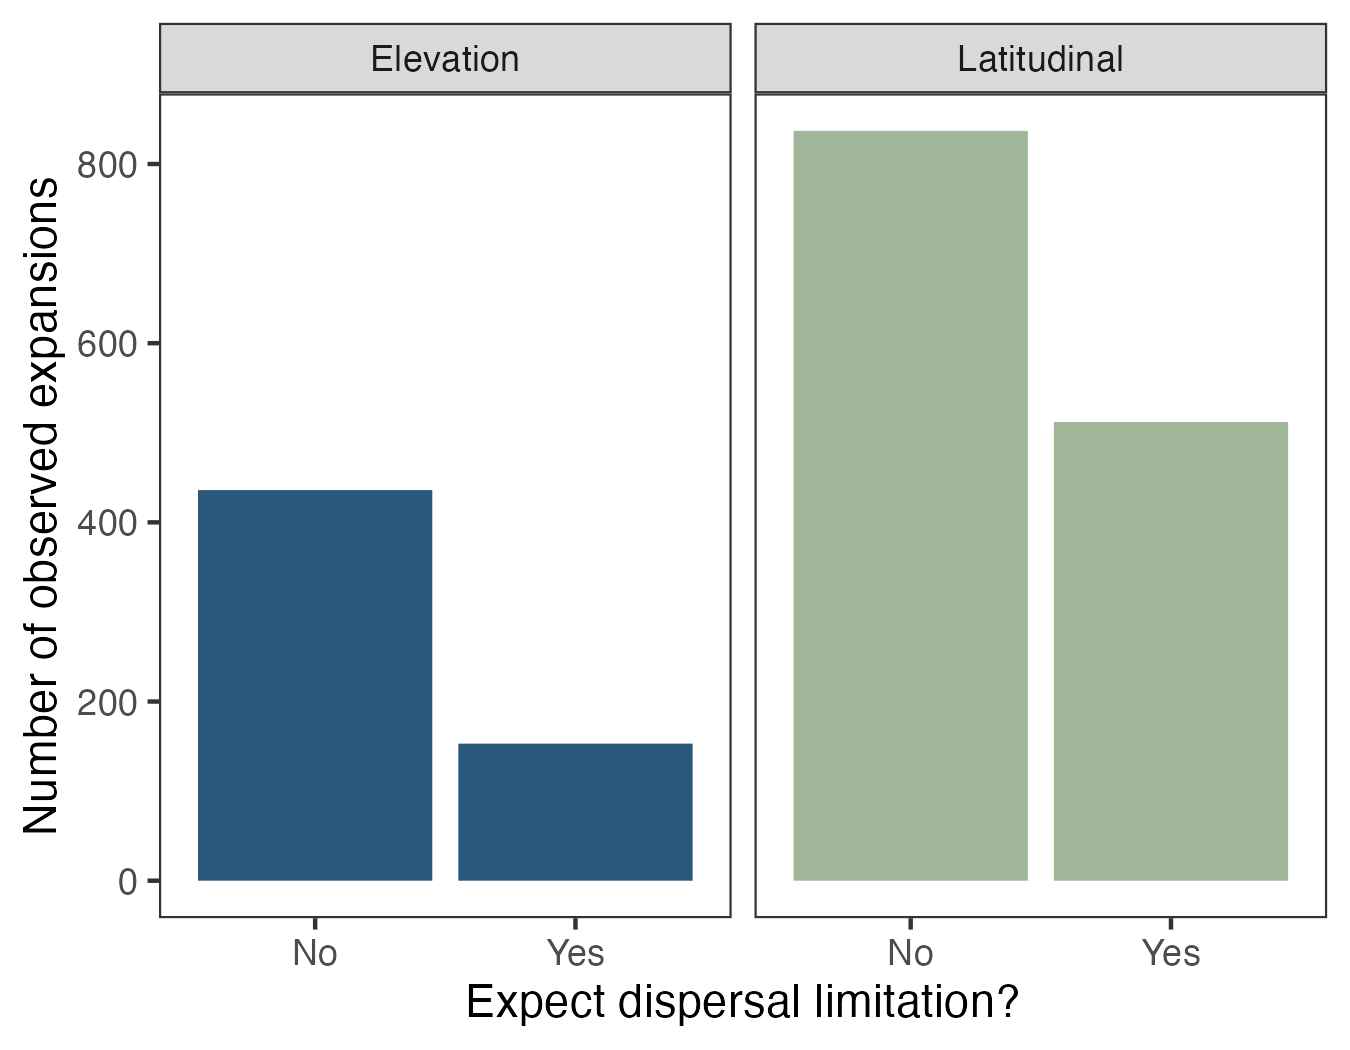 Elevation
Latitudinal
Number of observed expansions
800
600
400
200
0
No
Yes
No
Yes
Expect dispersal limitation?